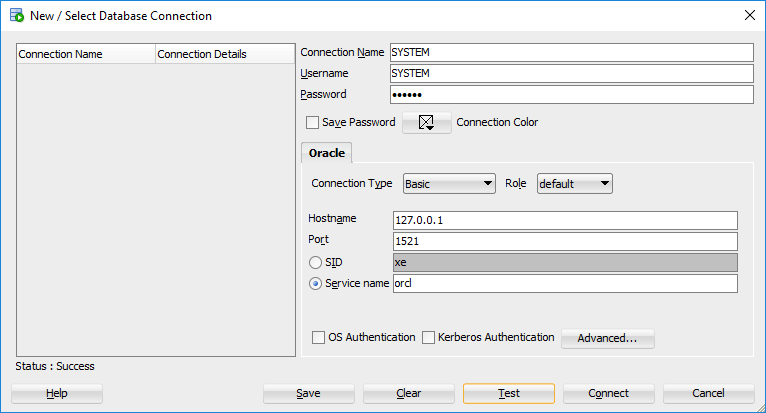 New / Select Database Connection
Connection Name Connection Details
Connection Name SYSTEM
Username SYSTEM
Password ••••••
Save Password Connection Color
Oracle
Connection Type Basic Role default
Hostname 127.0.0.1
Port 1521
SID xe
Service name orcl
OS Authentication Kerberos Authentication Advanced...
Status : Success
Help Save Clear Test Connect Cancel